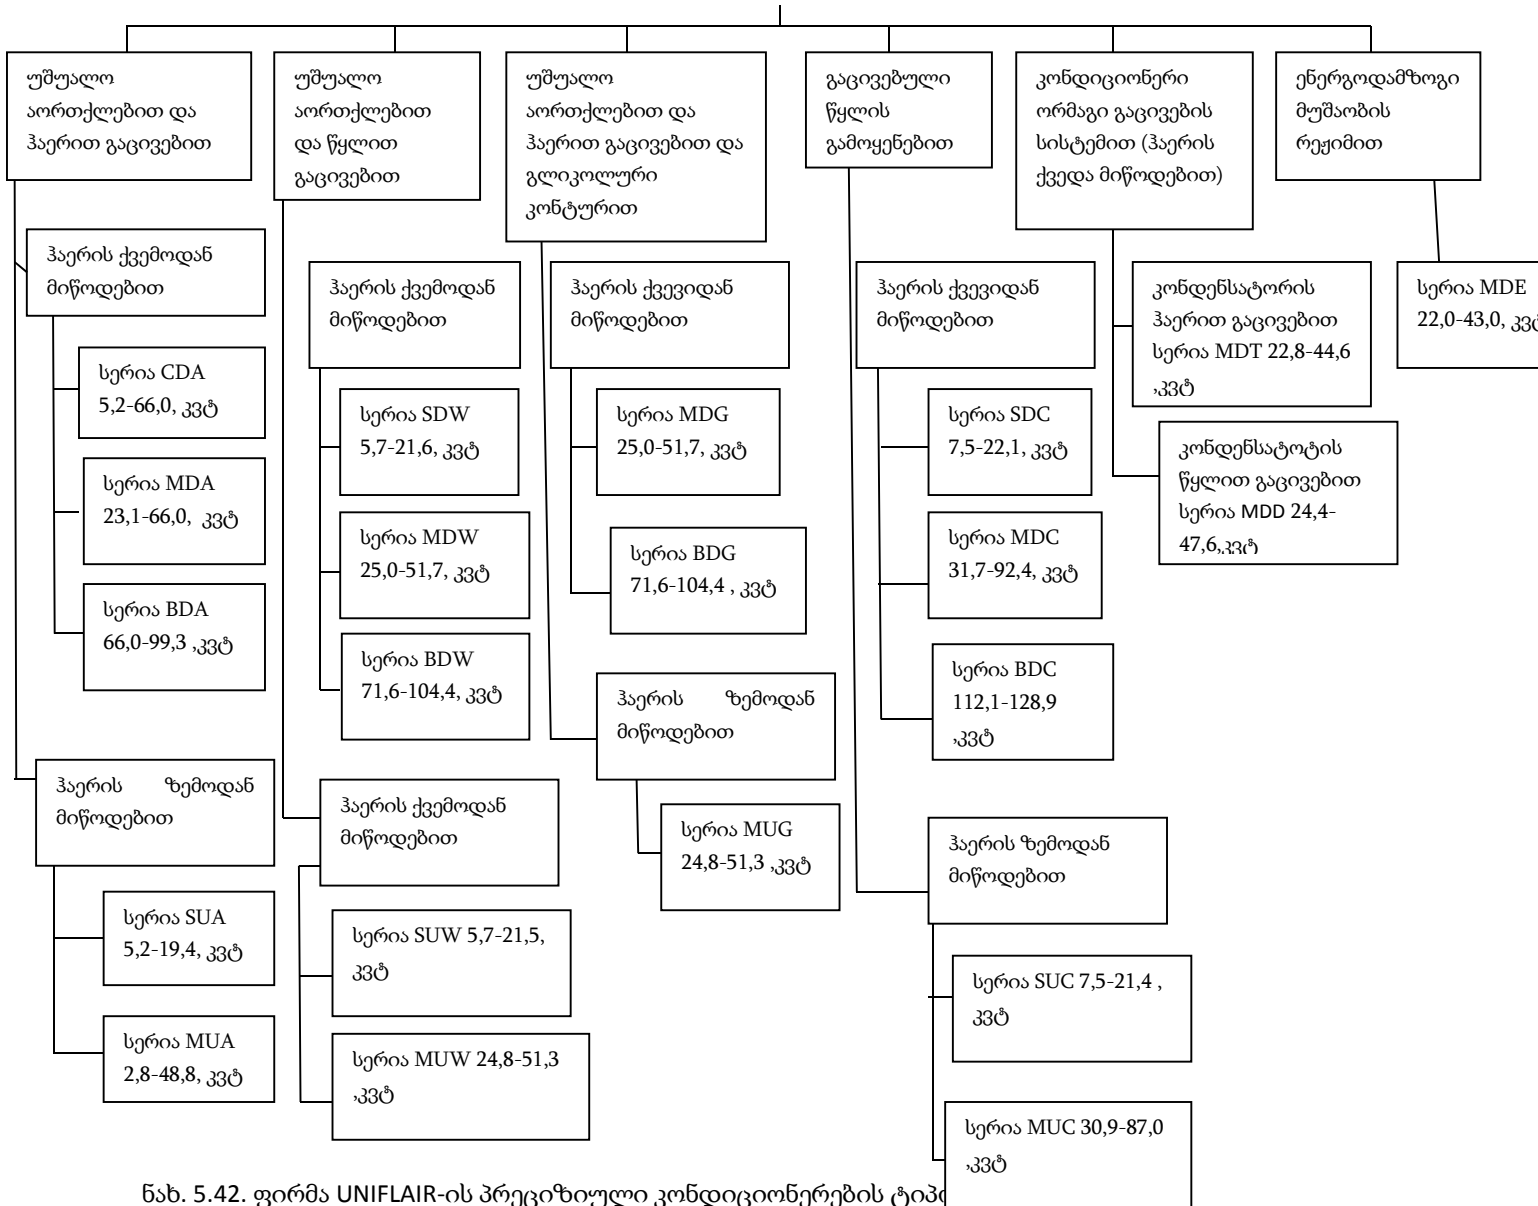 უშუალო
აორთქლებით და
ჰაერით გაცივებით
უშუალო
აორთქლებით
და წყლით
გაცივებით
უშუალო
აორთქლებით და
ჰაერით გაცივებით და
გლიკოლური
კონტურით
გაცივებული
წყლის
გამოყენებით
კონდიციონერი
ორმაგი გაცივების
სისტემით (ჰაერის
ქვედა მიწოდებით)
ენერგოდამზოგი
მუშაობის
რეჟიმით
ჰაერის ქვემოდან
მიწოდებით
სერია CDA
5,2-66,0, კვტ
სერია MDA
23,1-66,0, კვტ
სერია BDA
66,0-99,3 ,კვტ
ჰაერის ზემოდან
მიწოდებით
სერია SUA
5,2-19,4, კვტ
სერია MUA
2,8-48,8, კვტ
ჰაერის ქვემოდან
მიწოდებით
სერია SDW
5,7-21,6, კვტ
სერია MDW
25,0-51,7, კვტ
სერია BDW
71,6-104,4, კვტ
ჰაერის ქვემოდან
მიწოდებით
სერია SUW 5,7-21,5,
კვტ
სერია MUW 24,8-51,3
,კვტ
ჰაერის ქვევიდან
მიწოდებით
სერია MDG
25,0-51,7, კვტ
სერია BDG
71,6-104,4 , კვტ
ჰაერის ზემოდან
მიწოდებით
სერია MUG
24,8-51,3 ,კვტ
ჰაერის ქვევიდან
მიწოდებით
სერია SDC
7,5-22,1, კვტ
სერია MDC
31,7-92,4, კვტ
სერია BDC
112,1-128,9
,კვტ
ჰაერის ზემოდან
მიწოდებით
სერია SUC 7,5-21,4 ,
კვტ
სერია MUC 30,9-87,0
,კვტ
კონდენსატორის
ჰაერით გაცივებით
სერია MDT 22,8-44,6
,კვტ
კონდენსატოტის
წყლით გაცივებით
სერია MDD 24,4-
47,6,კვტ
სერია MDE
22,0-43,0,
ნახ. 5.42. ფირმა UNIFLAIR-ის პრეციზიული კონდიციონერების